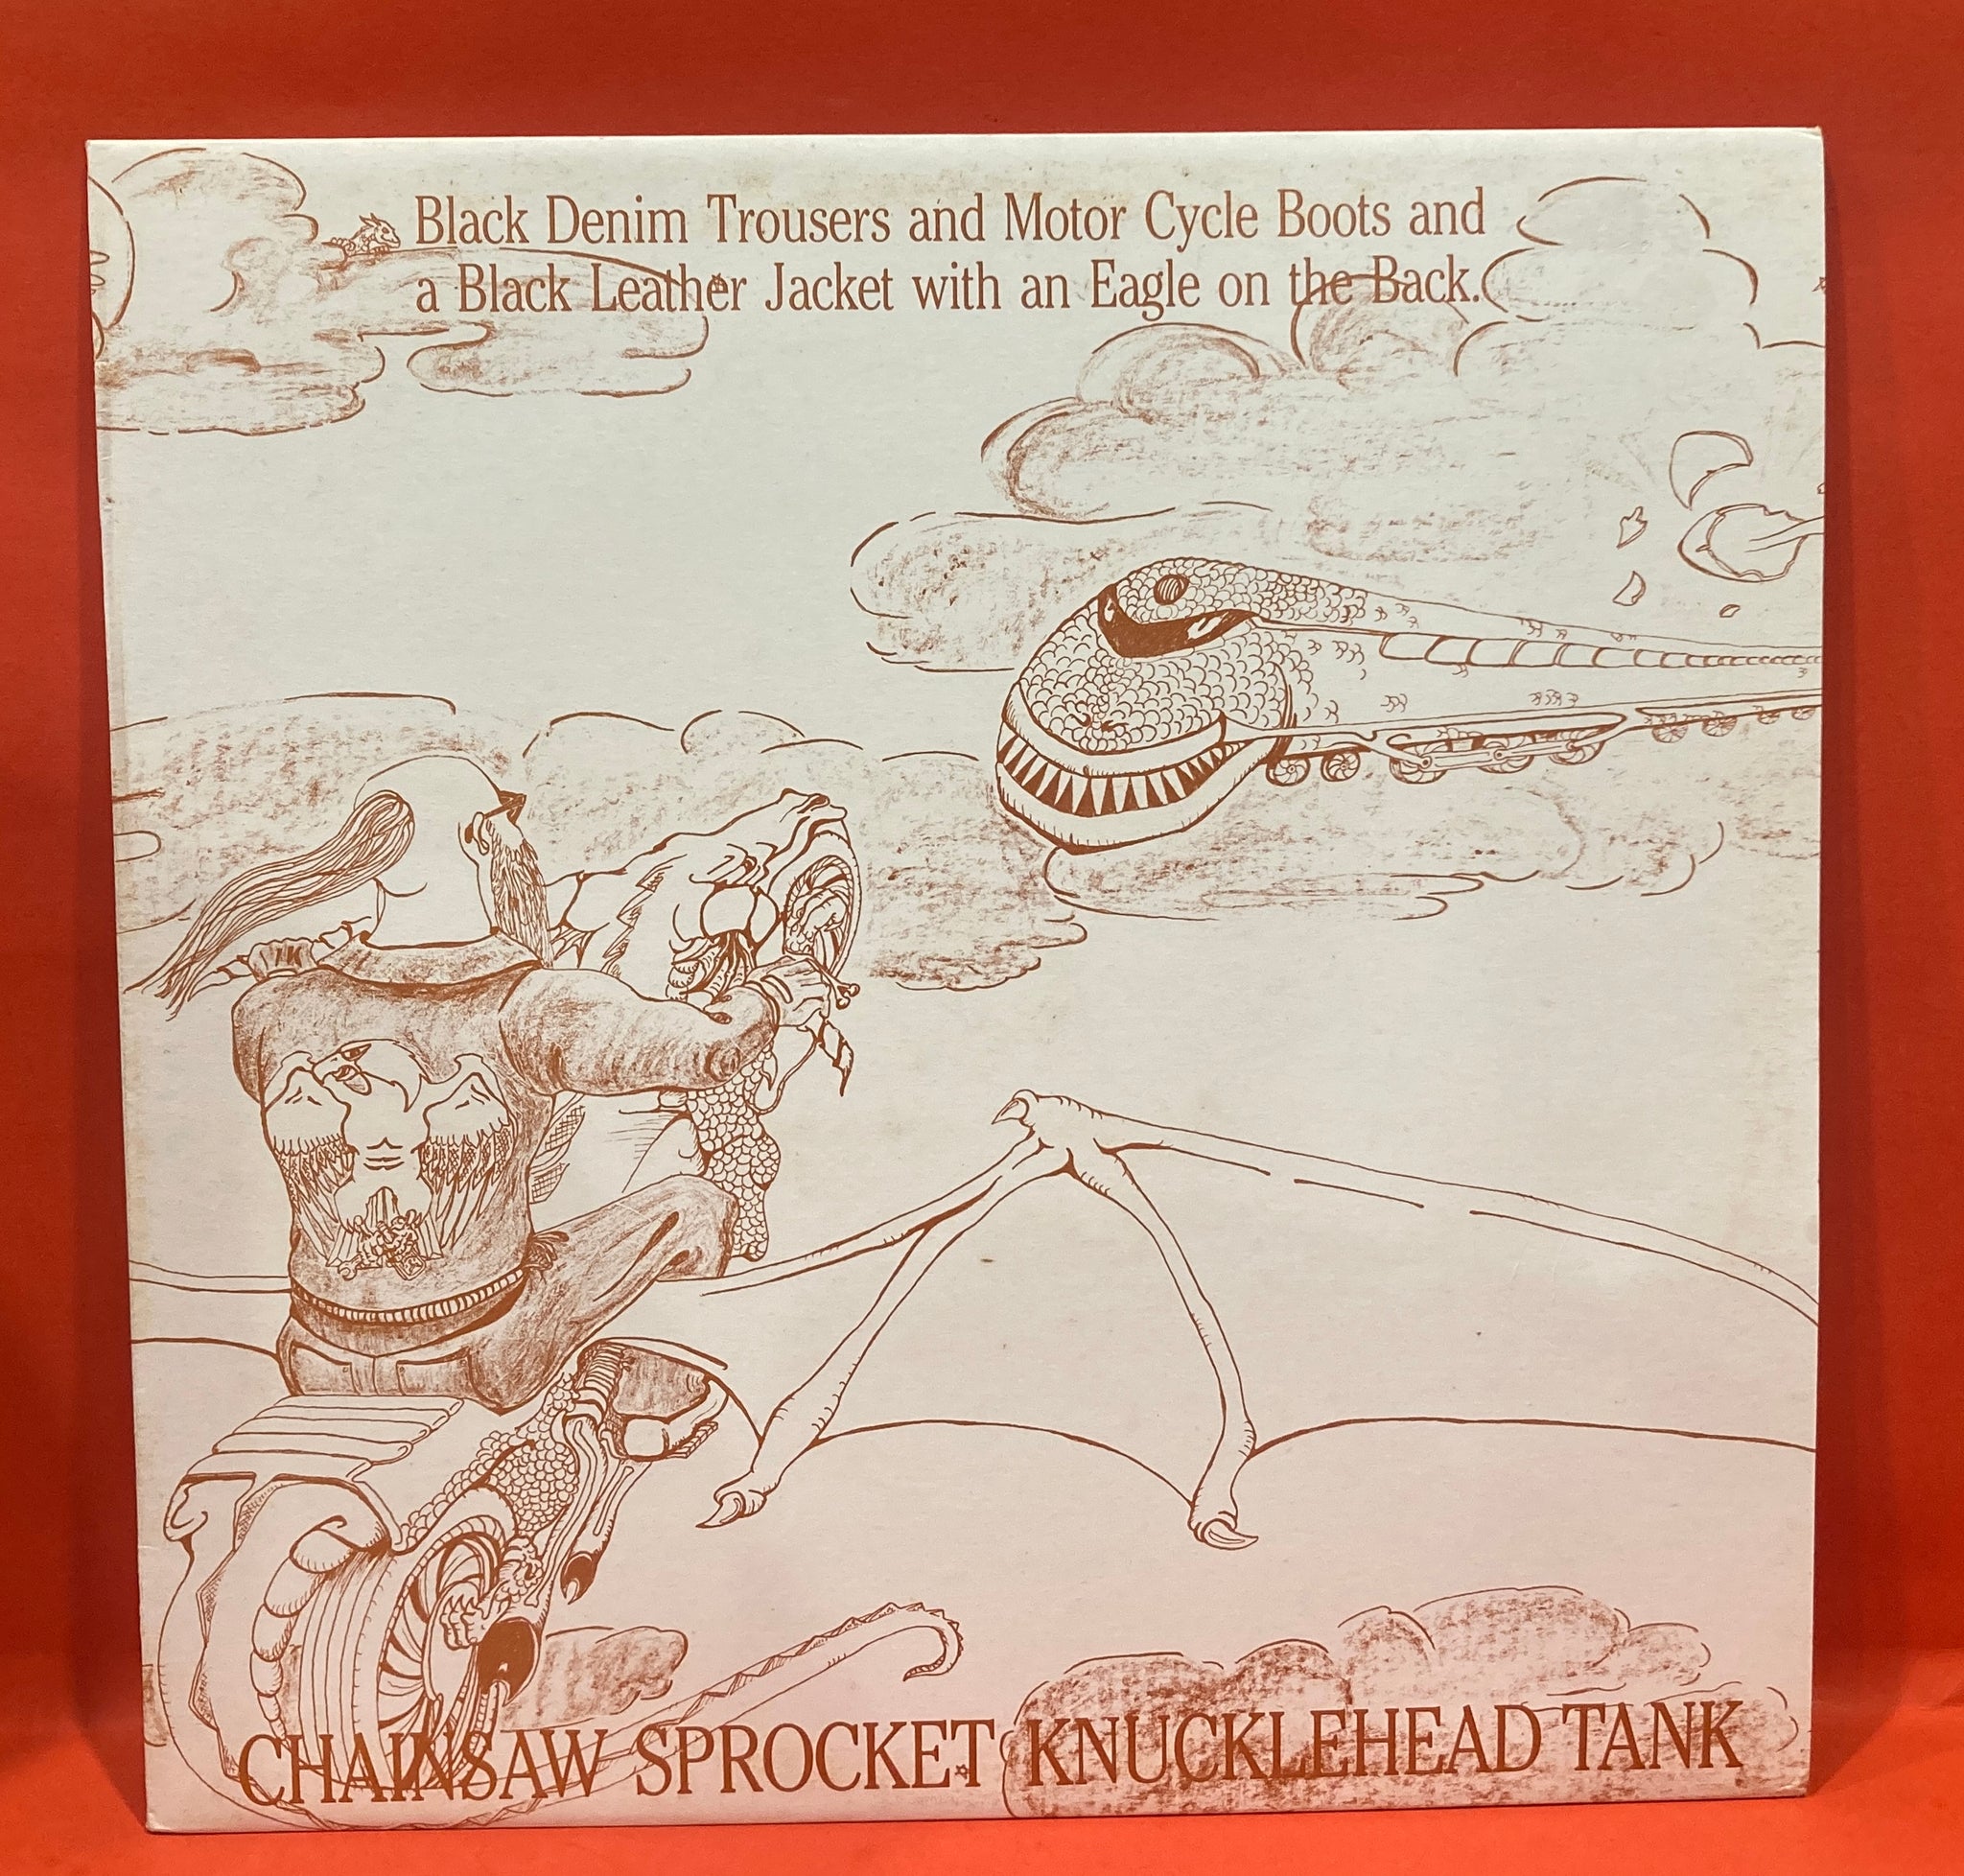 Black Denim Trousers and Motor Cycle Boots and
a Black Leather Jacket with an Eagle on the Back.
CHAINSAW SPROCKET KNUCKLEHEAD TANK